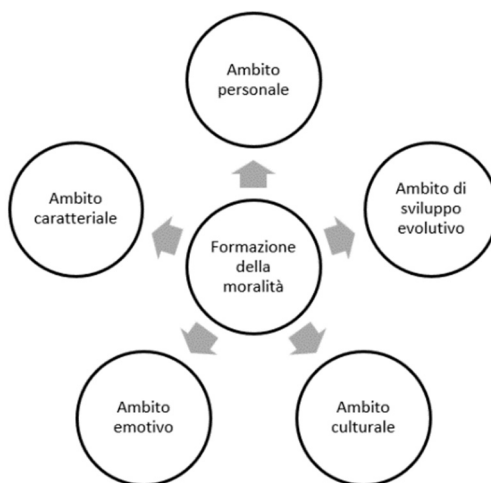 Ambito
personale
Ambito
caratteriale
Ambito di
sviluppo
evolutivo
Formazione
della
moralità
Ambito
emotivo
Ambito
culturale